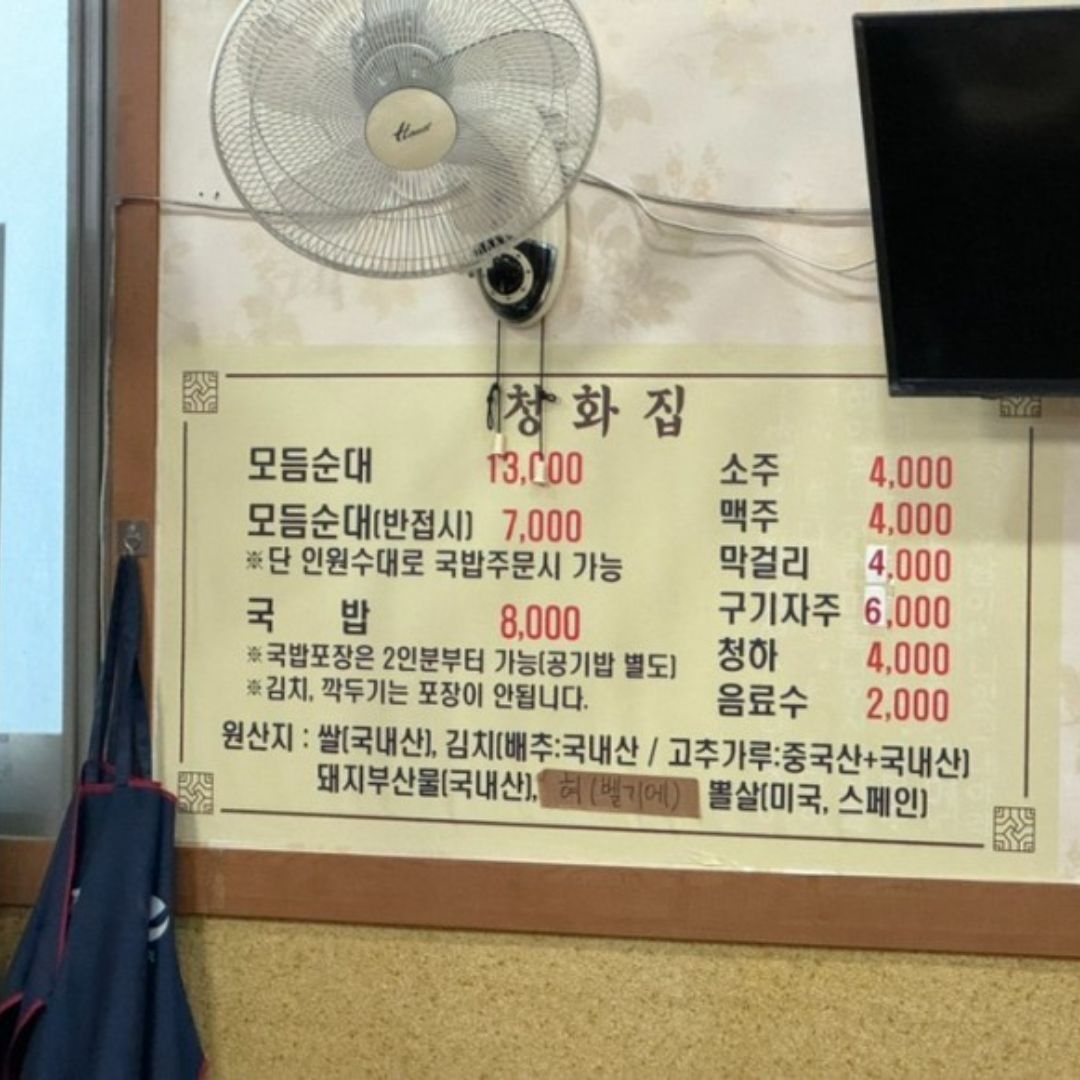 청화집
모듬순대 13,000
모듬순대(반접시) 7,000
※단 인원수대로 국밥주문시 가능
국 밥 8,000
※국밥포장은 2인분부터 가능(공기밥 별도)
※김치, 깍두기는 포장이 안됩니다.
소주 4,000
맥주 4,000
막걸리 4,000
구기자주 6,000
청하 4,000
음료수 2,000
원산지 : 쌀(국내산), 김치(배추:국내산 / 고추가루:중국산+국내산)
돼지부산물(국내산), 혀(벨기에) 뽈살(미국, 스페인)